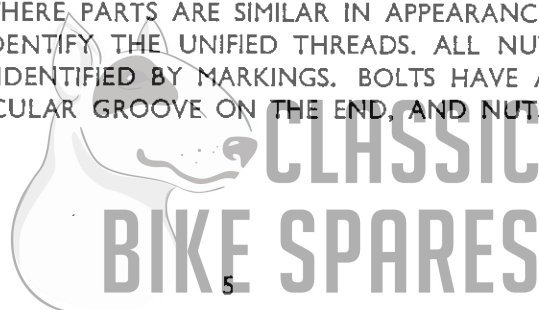 THERE PARTS ARE SIMILAR IN APPEARANC
DENTIFY THE UNIFIED THREADS. ALL NU
IDENTIFIED BY MARKINGS. BOLTS HAVE A
CULAR GROOVE ON THE END, AND NUT
CLASSIC
BIKE SPARES
5